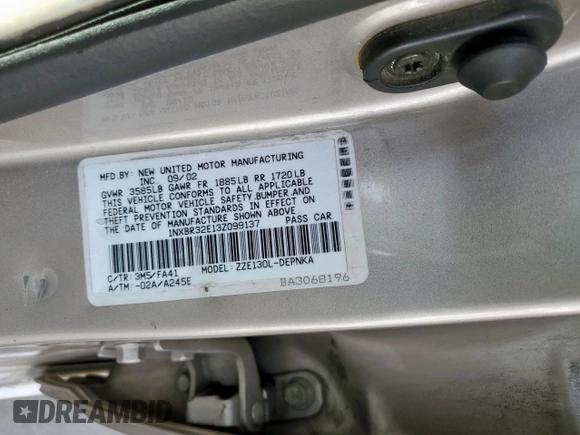 MFD.BY: NEW UNITED MOTOR MANUFACTURING
INC 09/02
GVWR 3585LB GAWR FR 1885LB RR 1720LB
THIS VEHICLE CONFORMS TO ALL APPLICABLE
FEDERAL MOTOR VEHICLE SAFETY,BUMPER,AND
THEFT PREVENTION STANDARDS IN EFFECT ON
THE DATE OF MANUFACTURE SHOWN ABOVE
1NXBR32E13Z099137 PASS CAR
C/TR:3M5/FA41 MODEL:ZZE130L-DEPNKA
A/TM:-02A/A245E
BA3068196
DREAMBID